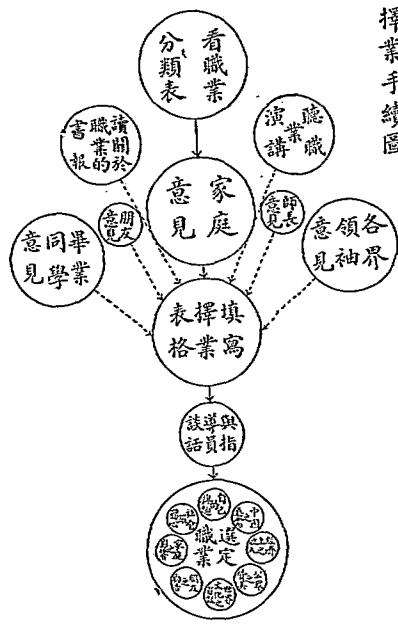 擇業手續圖
看職業
分類表
讀關於
職業的
書報
聽職
業
演講
家庭
意見
朋友
意見
師長
意見
畢業
同學
意見
各界
領袖
意見
填寫
擇業
表格
與指
導員
談話
選定
職業